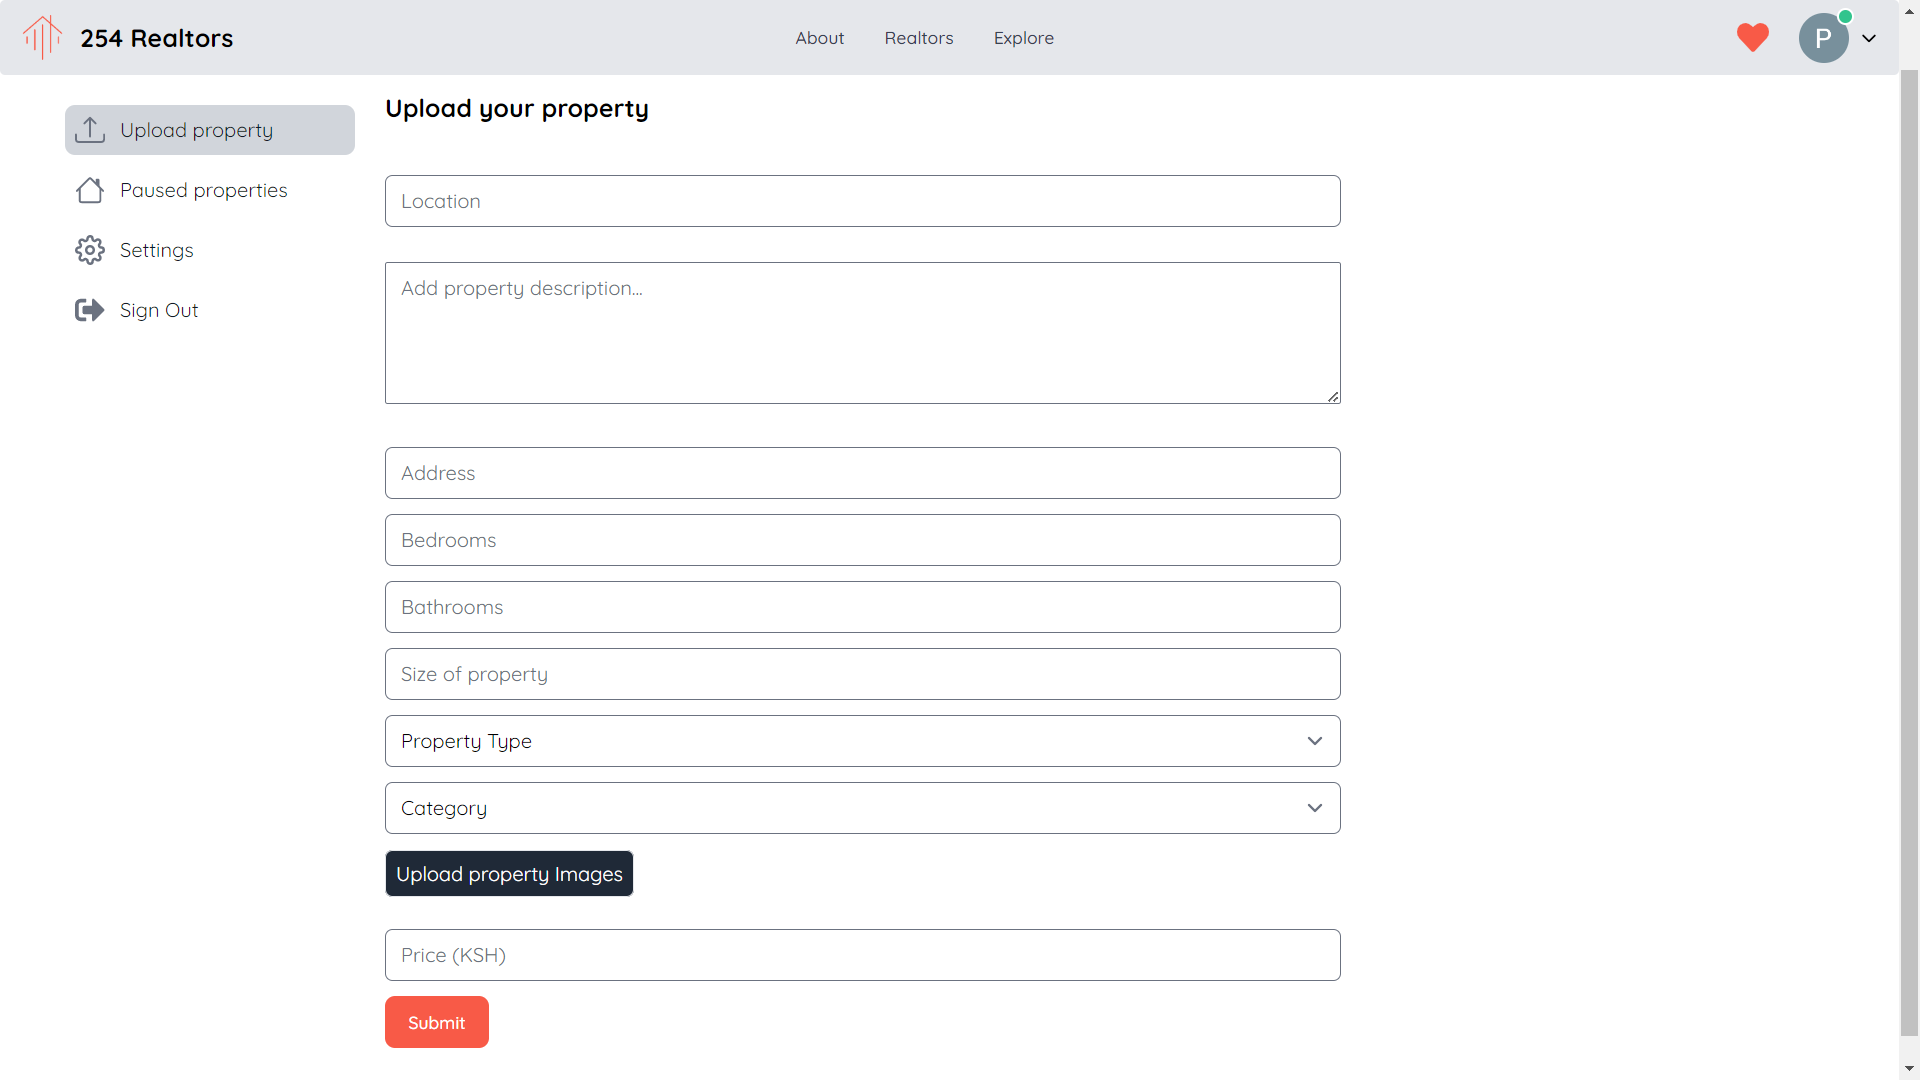 254 Realtors
About
Realtors
Explore
P
Upload property
Paused properties
Settings
Sign Out
Upload your property
Location
Add property description...
Address
Bedrooms
Bathrooms
Size of property
Property Type
Category
Upload property Images
Price (KSH)
Submit